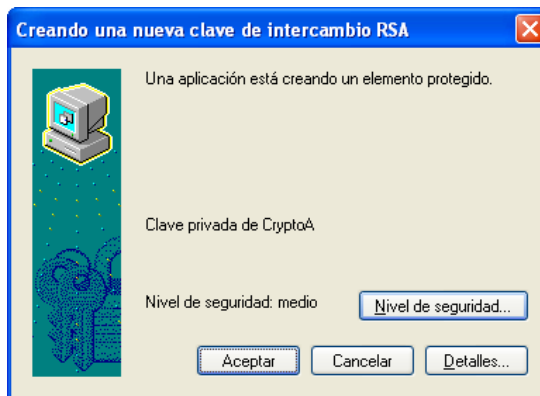 Creando una nueva clave de intercambio RSA
Una aplicación está creando un elemento protegido.
Clave privada de CryptoA
Nivel de seguridad: medio
Nivel de seguridad...
Aceptar
Cancelar
Detalles...